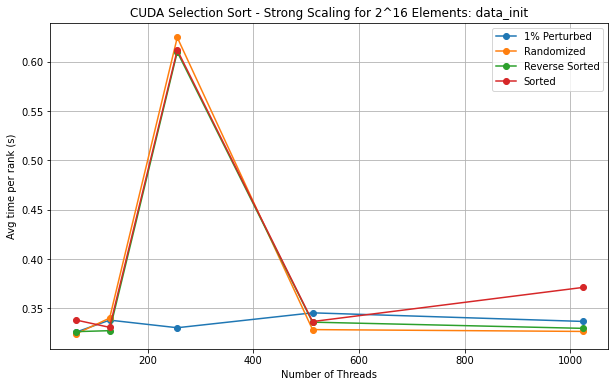 CUDA Selection Sort - Strong Scaling for 2^16 Elements: data_init
1% Perturbed
Randomized
Reverse Sorted
Sorted
Avg time per rank (s)
0.60
0.55
0.50
0.45
0.40
0.35
200 400 600 800 1000
Number of Threads